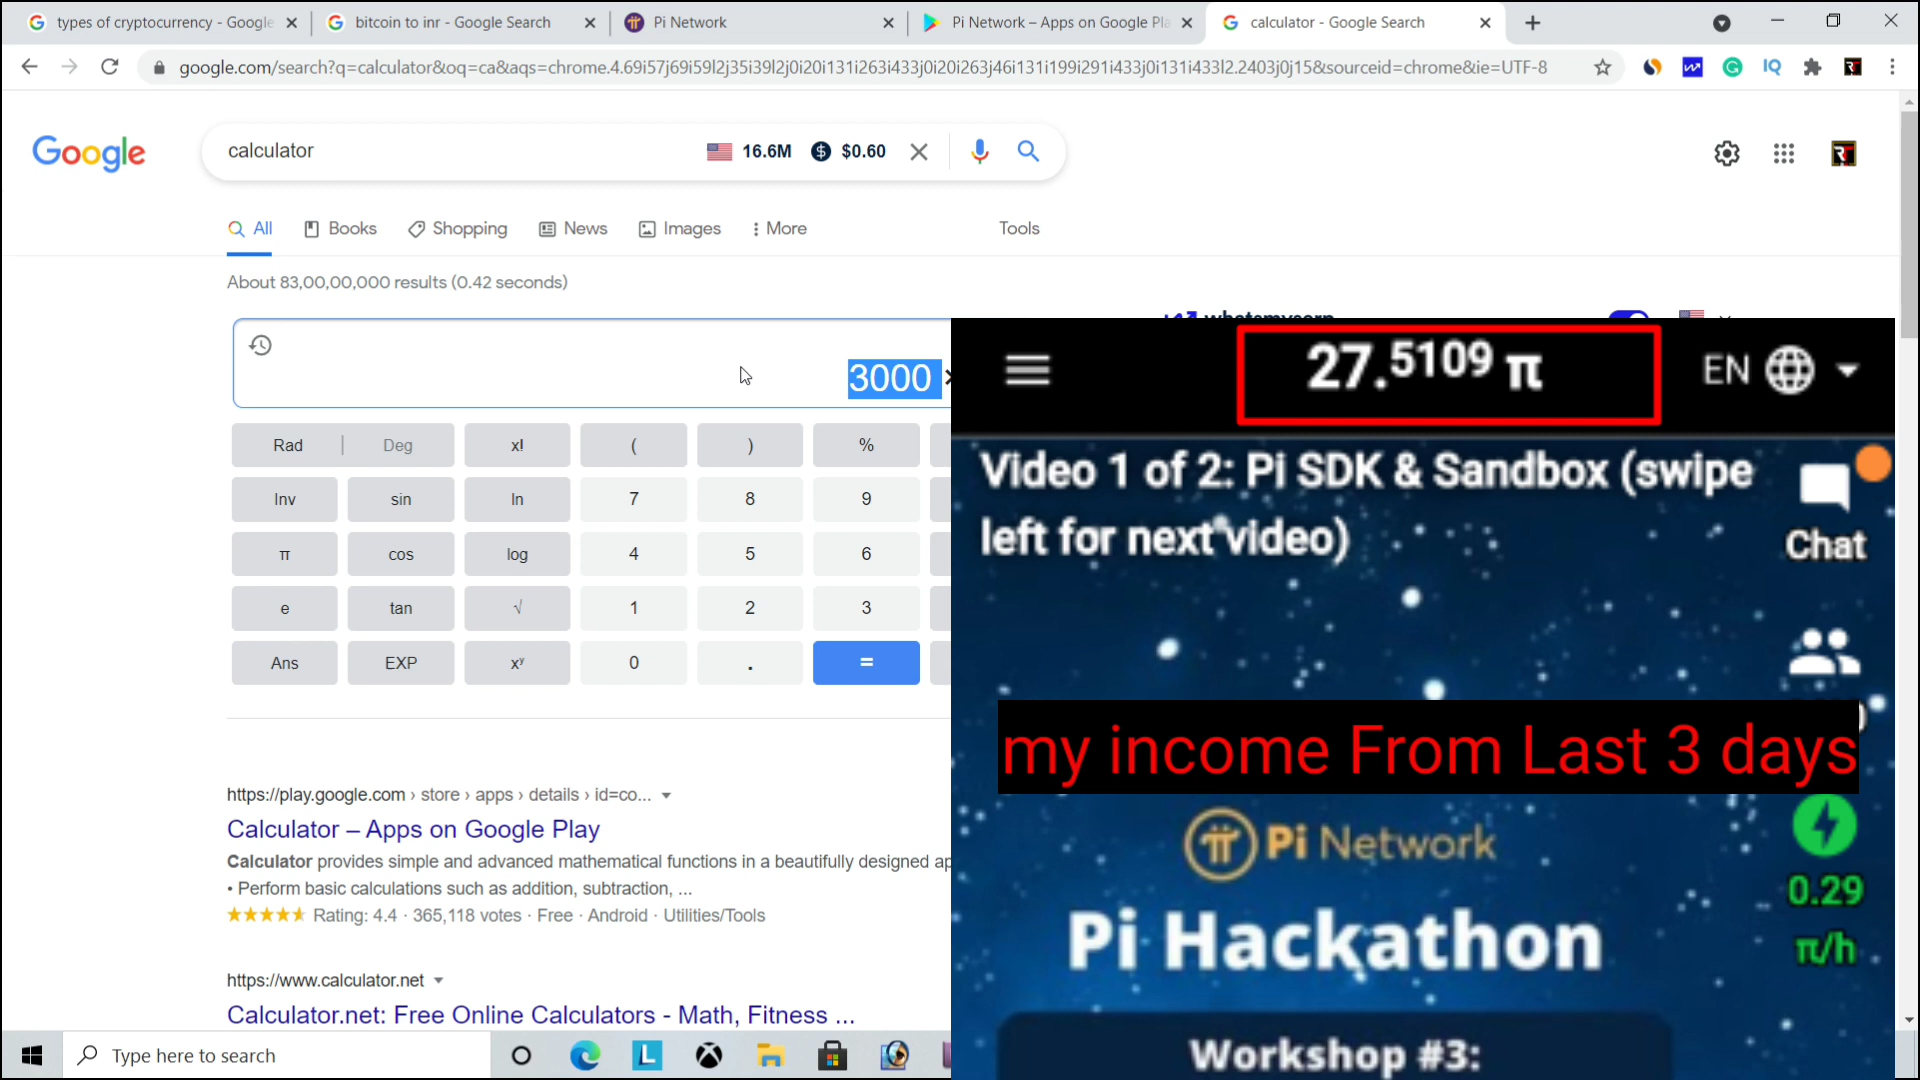 types of cryptocurrency - Google
bitcoin to inr - Google Search
Pi Network
Pi Network – Apps on Google Pla
calculator - Google Search
google.com/search?q=calculator&oq=ca&aqs=chrome.4.69i57j69i59l2j35i39l2j0i20i131i263i433j0i20i263j46i131i199i291i433j0i131i433l2.2403j0j15&sourceid=chrome&ie=UTF-8
Google
calculator
16.6M $0.60
All Books Shopping News Images More Tools
About 83,00,00,000 results (0.42 seconds)
3000
Rad Deg x! ( ) %
Inv sin ln 7 8 9
π cos log 4 5 6
e tan √ 1 2 3
Ans EXP xʸ 0 . =
https://play.google.com › store › apps › details › id=co...
Calculator – Apps on Google Play
Calculator provides simple and advanced mathematical functions in a beautifully designed ap
• Perform basic calculations such as addition, subtraction, ...
Rating: 4.4 · 365,118 votes · Free · Android · Utilities/Tools
https://www.calculator.net
Calculator.net: Free Online Calculators - Math, Fitness ...
27.5109 π
EN
Video 1 of 2: Pi SDK & Sandbox (swipe
left for next video)
Chat
my income From Last 3 days
0.29
π/h
Pi Network
Pi Hackathon
Workshop #3:
Type here to search